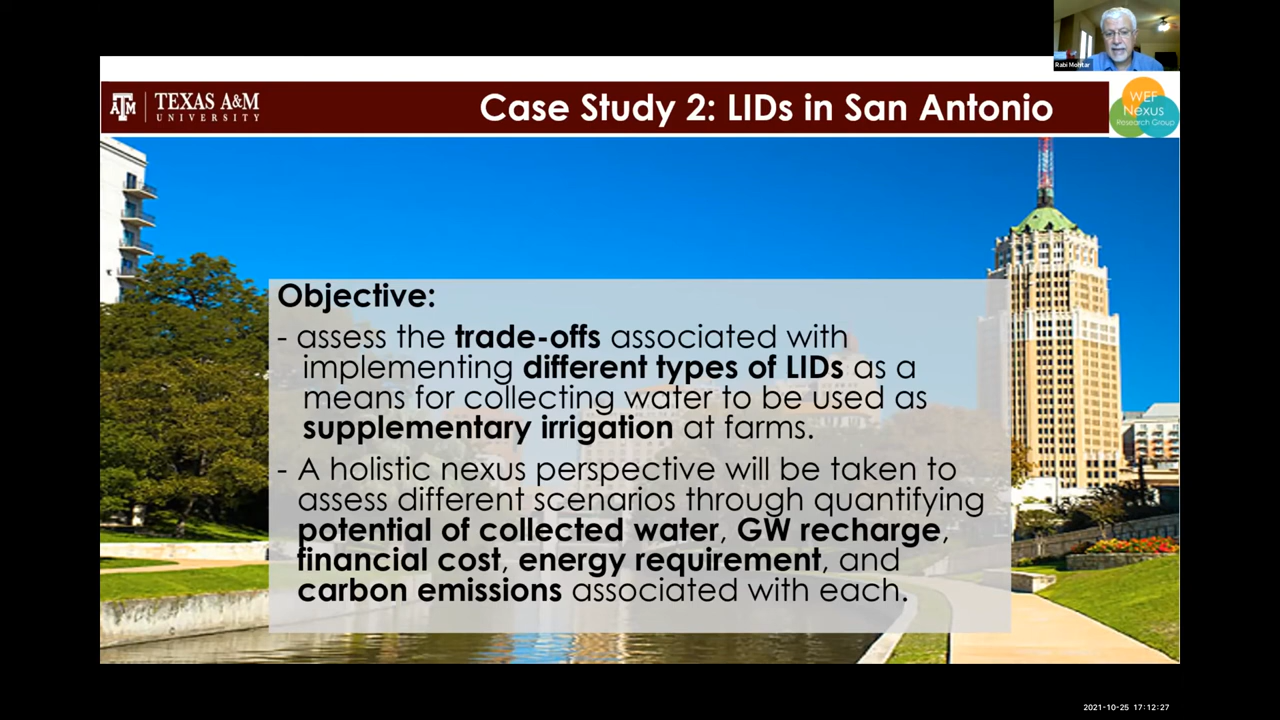 Rabi Mohtar
ATM
TEXAS A&M
UNIVERSITY
Case Study 2: LIDs in San Antonio
WEF
Nexus
Research Group
Objective:
- assess the trade-offs associated with
implementing different types of LIDs as a
means for collecting water to be used as
supplementary irrigation at farms.
- A holistic nexus perspective will be taken to
assess different scenarios through quantifying
potential of collected water, GW recharge,
financial cost, energy requirement, and
carbon emissions associated with each.
2021-10-25 17:12:27